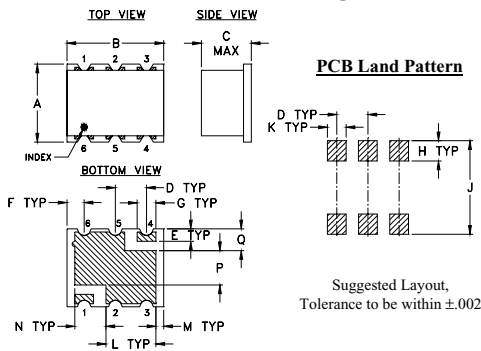 TOP VIEW
SIDE VIEW
B
C
MAX
1 2 3
A
6 5 4
INDEX
BOTTOM VIEW
D TYP
F TYP
G TYP
6 5 4
E TYP
Q
P
1 2 3
N TYP
M TYP
L TYP
PCB Land Pattern
D TYP
K TYP
H TYP
J
Suggested Layout,
Tolerance to be within ±.002